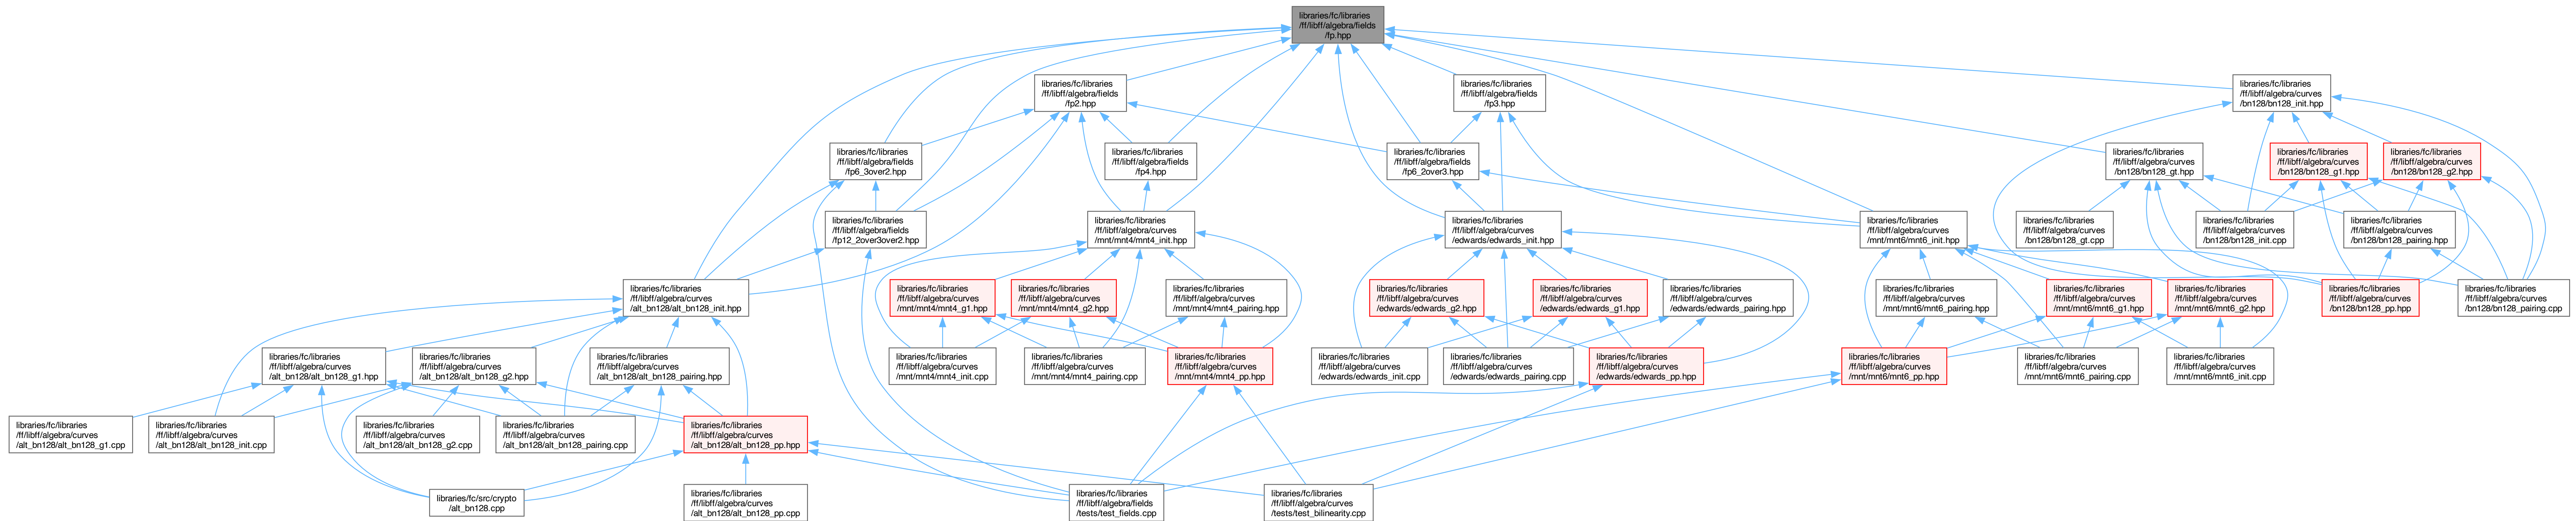 libraries/fc/libraries
/ff/libff/algebra/fields
/fp.hpp
libraries/fc/libraries
/ff/libff/algebra/fields
/fp2.hpp
libraries/fc/libraries
/ff/libff/algebra/fields
/fp3.hpp
libraries/fc/libraries
/ff/libff/algebra/curves
/bn128/bn128_init.hpp
libraries/fc/libraries
/ff/libff/algebra/fields
/fp6_3over2.hpp
libraries/fc/libraries
/ff/libff/algebra/fields
/fp4.hpp
libraries/fc/libraries
/ff/libff/algebra/fields
/fp6_2over3.hpp
libraries/fc/libraries
/ff/libff/algebra/curves
/bn128/bn128_gt.hpp
libraries/fc/libraries
/ff/libff/algebra/curves
/bn128/bn128_g1.hpp
libraries/fc/libraries
/ff/libff/algebra/curves
/bn128/bn128_g2.hpp
libraries/fc/libraries
/ff/libff/algebra/fields
/fp12_2over3over2.hpp
libraries/fc/libraries
/ff/libff/algebra/curves
/mnt/mnt4/mnt4_init.hpp
libraries/fc/libraries
/ff/libff/algebra/curves
/edwards/edwards_init.hpp
libraries/fc/libraries
/ff/libff/algebra/curves
/mnt/mnt6/mnt6_init.hpp
libraries/fc/libraries
/ff/libff/algebra/curves
/bn128/bn128_gt.cpp
libraries/fc/libraries
/ff/libff/algebra/curves
/bn128/bn128_init.cpp
libraries/fc/libraries
/ff/libff/algebra/curves
/bn128/bn128_pairing.hpp
libraries/fc/libraries
/ff/libff/algebra/curves
/alt_bn128/alt_bn128_init.hpp
libraries/fc/libraries
/ff/libff/algebra/curves
/mnt/mnt4/mnt4_g1.hpp
libraries/fc/libraries
/ff/libff/algebra/curves
/mnt/mnt4/mnt4_g2.hpp
libraries/fc/libraries
/ff/libff/algebra/curves
/mnt/mnt4/mnt4_pairing.hpp
libraries/fc/libraries
/ff/libff/algebra/curves
/edwards/edwards_g2.hpp
libraries/fc/libraries
/ff/libff/algebra/curves
/edwards/edwards_g1.hpp
libraries/fc/libraries
/ff/libff/algebra/curves
/edwards/edwards_pairing.hpp
libraries/fc/libraries
/ff/libff/algebra/curves
/mnt/mnt6/mnt6_pairing.hpp
libraries/fc/libraries
/ff/libff/algebra/curves
/mnt/mnt6/mnt6_g1.hpp
libraries/fc/libraries
/ff/libff/algebra/curves
/mnt/mnt6/mnt6_g2.hpp
libraries/fc/libraries
/ff/libff/algebra/curves
/bn128/bn128_pp.hpp
libraries/fc/libraries
/ff/libff/algebra/curves
/bn128/bn128_pairing.cpp
libraries/fc/libraries
/ff/libff/algebra/curves
/alt_bn128/alt_bn128_g1.hpp
libraries/fc/libraries
/ff/libff/algebra/curves
/alt_bn128/alt_bn128_g2.hpp
libraries/fc/libraries
/ff/libff/algebra/curves
/alt_bn128/alt_bn128_pairing.hpp
libraries/fc/libraries
/ff/libff/algebra/curves
/mnt/mnt4/mnt4_init.cpp
libraries/fc/libraries
/ff/libff/algebra/curves
/mnt/mnt4/mnt4_pairing.cpp
libraries/fc/libraries
/ff/libff/algebra/curves
/mnt/mnt4/mnt4_pp.hpp
libraries/fc/libraries
/ff/libff/algebra/curves
/edwards/edwards_init.cpp
libraries/fc/libraries
/ff/libff/algebra/curves
/edwards/edwards_pairing.cpp
libraries/fc/libraries
/ff/libff/algebra/curves
/edwards/edwards_pp.hpp
libraries/fc/libraries
/ff/libff/algebra/curves
/mnt/mnt6/mnt6_pp.hpp
libraries/fc/libraries
/ff/libff/algebra/curves
/mnt/mnt6/mnt6_pairing.cpp
libraries/fc/libraries
/ff/libff/algebra/curves
/mnt/mnt6/mnt6_init.cpp
libraries/fc/libraries
/ff/libff/algebra/curves
/alt_bn128/alt_bn128_g1.cpp
libraries/fc/libraries
/ff/libff/algebra/curves
/alt_bn128/alt_bn128_init.cpp
libraries/fc/libraries
/ff/libff/algebra/curves
/alt_bn128/alt_bn128_g2.cpp
libraries/fc/libraries
/ff/libff/algebra/curves
/alt_bn128/alt_bn128_pairing.cpp
libraries/fc/libraries
/ff/libff/algebra/curves
/alt_bn128/alt_bn128_pp.hpp
libraries/fc/src/crypto
/alt_bn128.cpp
libraries/fc/libraries
/ff/libff/algebra/curves
/alt_bn128/alt_bn128_pp.cpp
libraries/fc/libraries
/ff/libff/algebra/fields
/tests/test_fields.cpp
libraries/fc/libraries
/ff/libff/algebra/curves
/tests/test_bilinearity.cpp